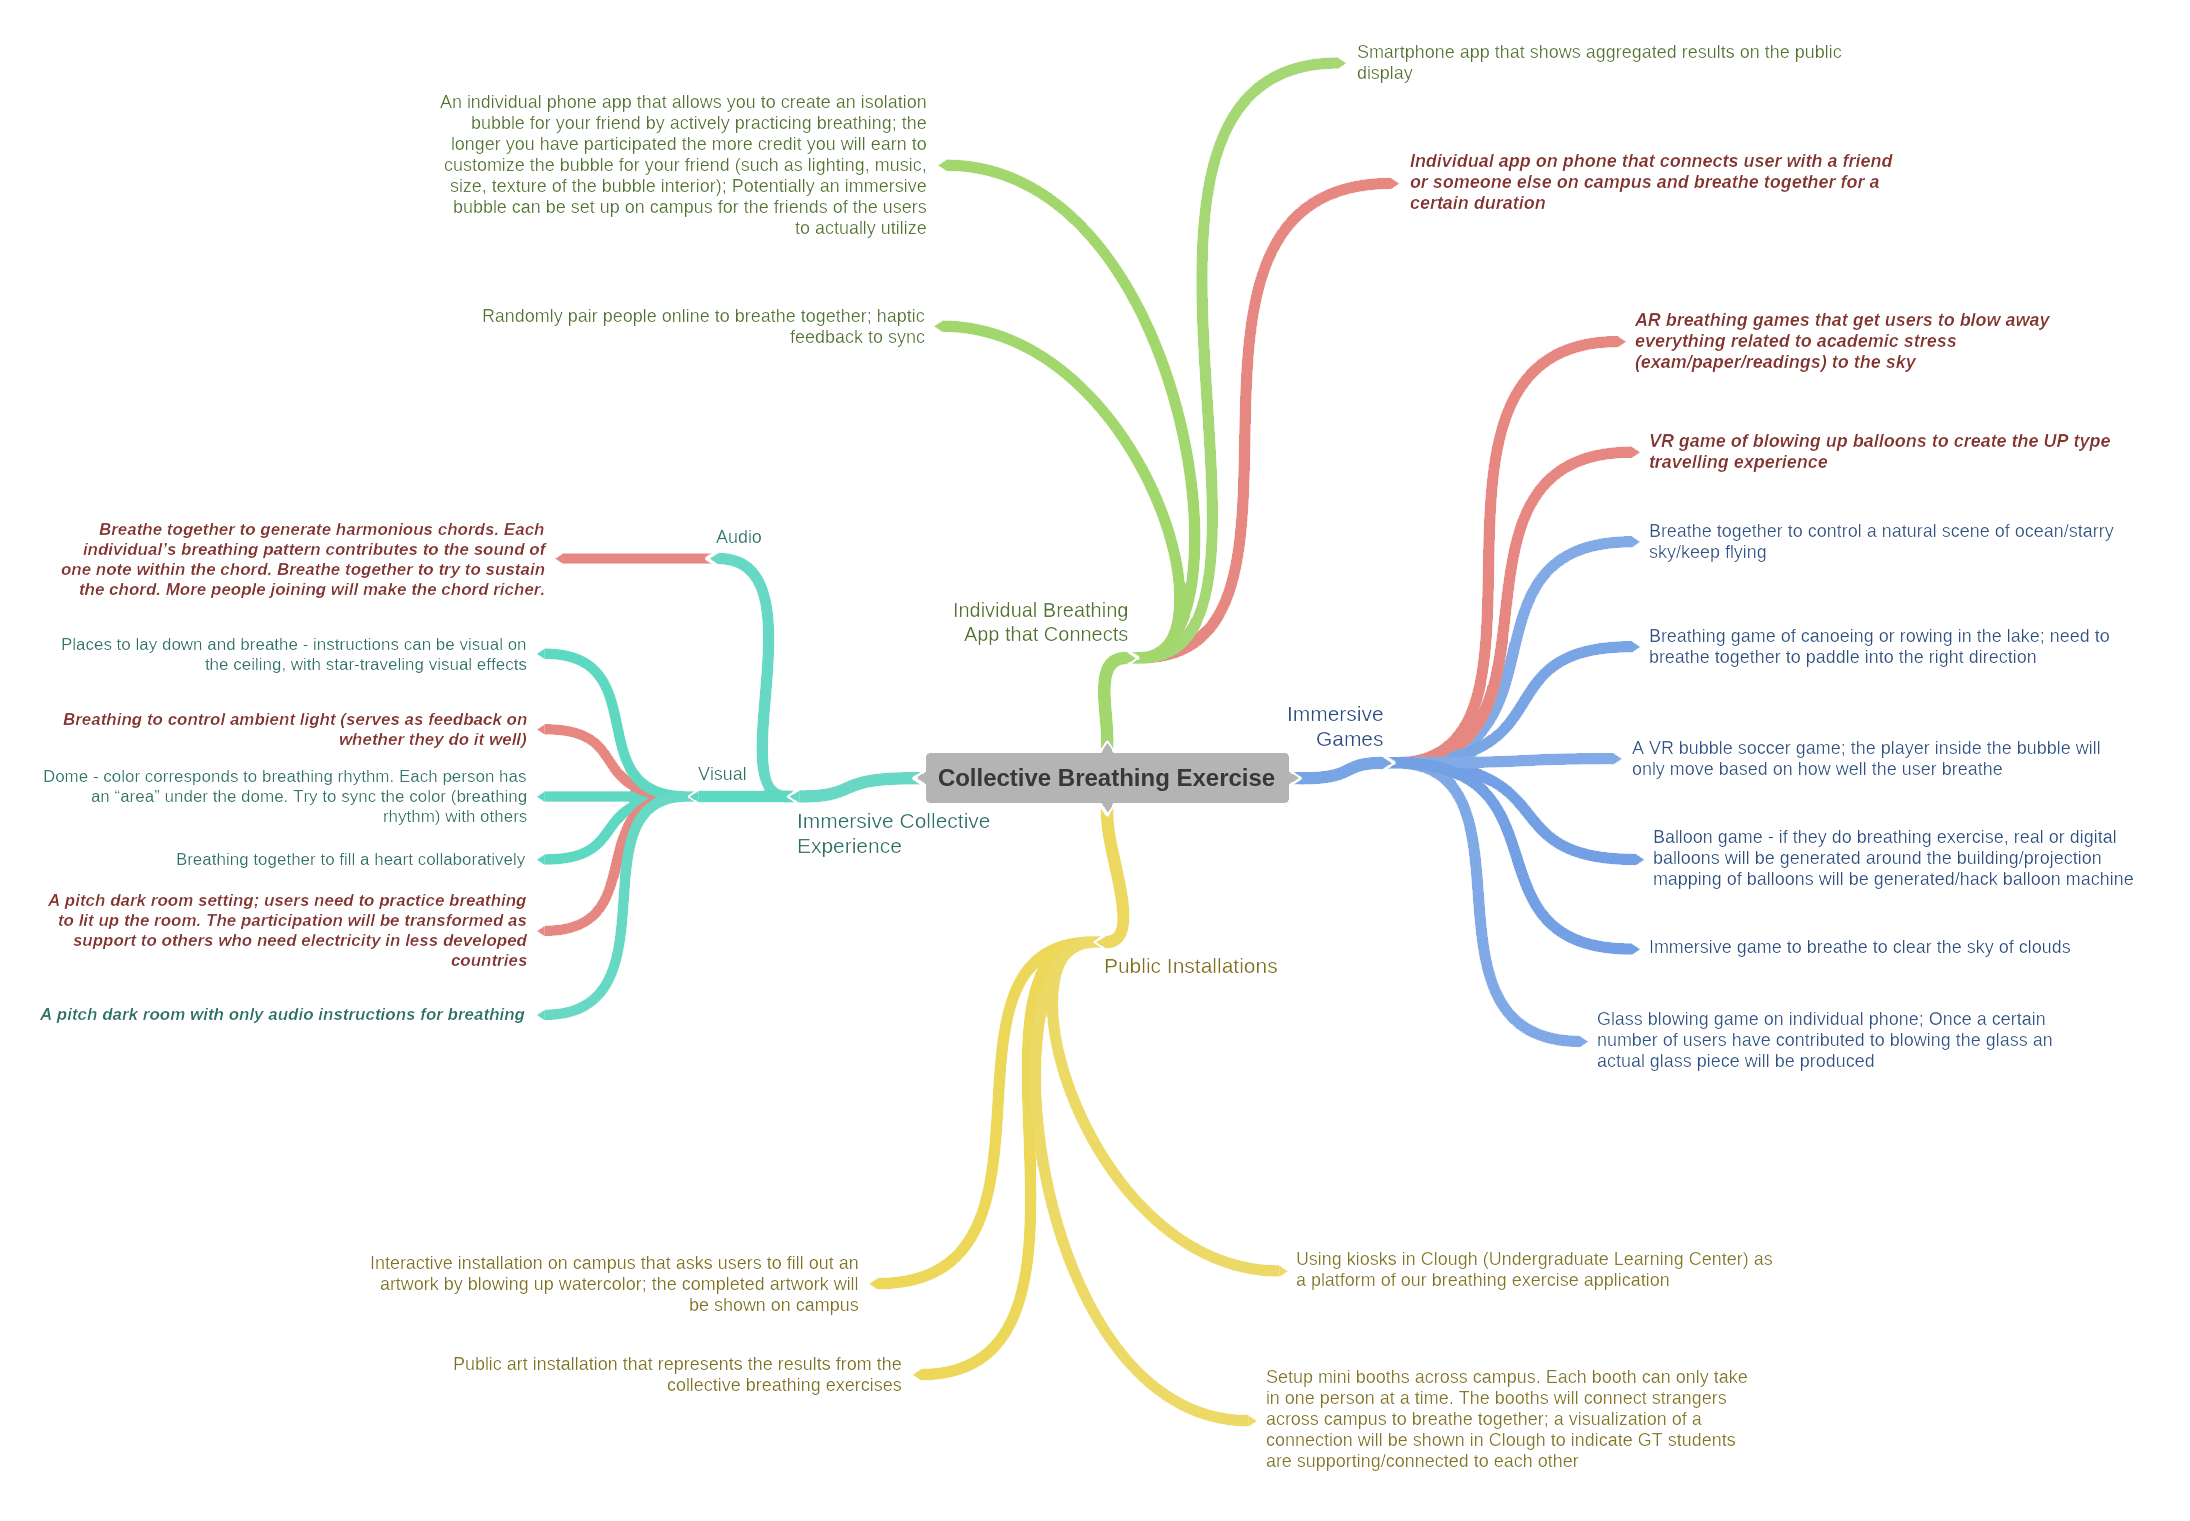 Collective Breathing Exercise
Individual Breathing
App that Connects
Smartphone app that shows aggregated results on the public
display
Individual app on phone that connects user with a friend
or someone else on campus and breathe together for a
certain duration
An individual phone app that allows you to create an isolation
bubble for your friend by actively practicing breathing; the
longer you have participated the more credit you will earn to
customize the bubble for your friend (such as lighting, music,
size, texture of the bubble interior); Potentially an immersive
bubble can be set up on campus for the friends of the users
to actually utilize
Randomly pair people online to breathe together; haptic
feedback to sync
Immersive
Games
AR breathing games that get users to blow away
everything related to academic stress
(exam/paper/readings) to the sky
VR game of blowing up balloons to create the UP type
travelling experience
Breathe together to control a natural scene of ocean/starry
sky/keep flying
Breathing game of canoeing or rowing in the lake; need to
breathe together to paddle into the right direction
A VR bubble soccer game; the player inside the bubble will
only move based on how well the user breathe
Balloon game - if they do breathing exercise, real or digital
balloons will be generated around the building/projection
mapping of balloons will be generated/hack balloon machine
Immersive game to breathe to clear the sky of clouds
Glass blowing game on individual phone; Once a certain
number of users have contributed to blowing the glass an
actual glass piece will be produced
Immersive Collective
Experience
Audio
Breathe together to generate harmonious chords. Each
individual’s breathing pattern contributes to the sound of
one note within the chord. Breathe together to try to sustain
the chord. More people joining will make the chord richer.
Visual
Places to lay down and breathe - instructions can be visual on
the ceiling, with star-traveling visual effects
Breathing to control ambient light (serves as feedback on
whether they do it well)
Dome - color corresponds to breathing rhythm. Each person has
an “area” under the dome. Try to sync the color (breathing
rhythm) with others
Breathing together to fill a heart collaboratively
A pitch dark room setting; users need to practice breathing
to lit up the room. The participation will be transformed as
support to others who need electricity in less developed
countries
A pitch dark room with only audio instructions for breathing
Public Installations
Interactive installation on campus that asks users to fill out an
artwork by blowing up watercolor; the completed artwork will
be shown on campus
Public art installation that represents the results from the
collective breathing exercises
Using kiosks in Clough (Undergraduate Learning Center) as
a platform of our breathing exercise application
Setup mini booths across campus. Each booth can only take
in one person at a time. The booths will connect strangers
across campus to breathe together; a visualization of a
connection will be shown in Clough to indicate GT students
are supporting/connected to each other